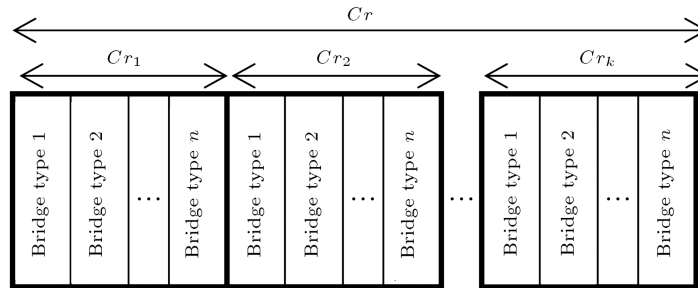 Cr
Cr₁ Cr₂ Crₖ
Bridge type 1
Bridge type 2
...
Bridge type n
Bridge type 1
Bridge type 2
...
Bridge type n
...
Bridge type 1
Bridge type 2
...
Bridge type n